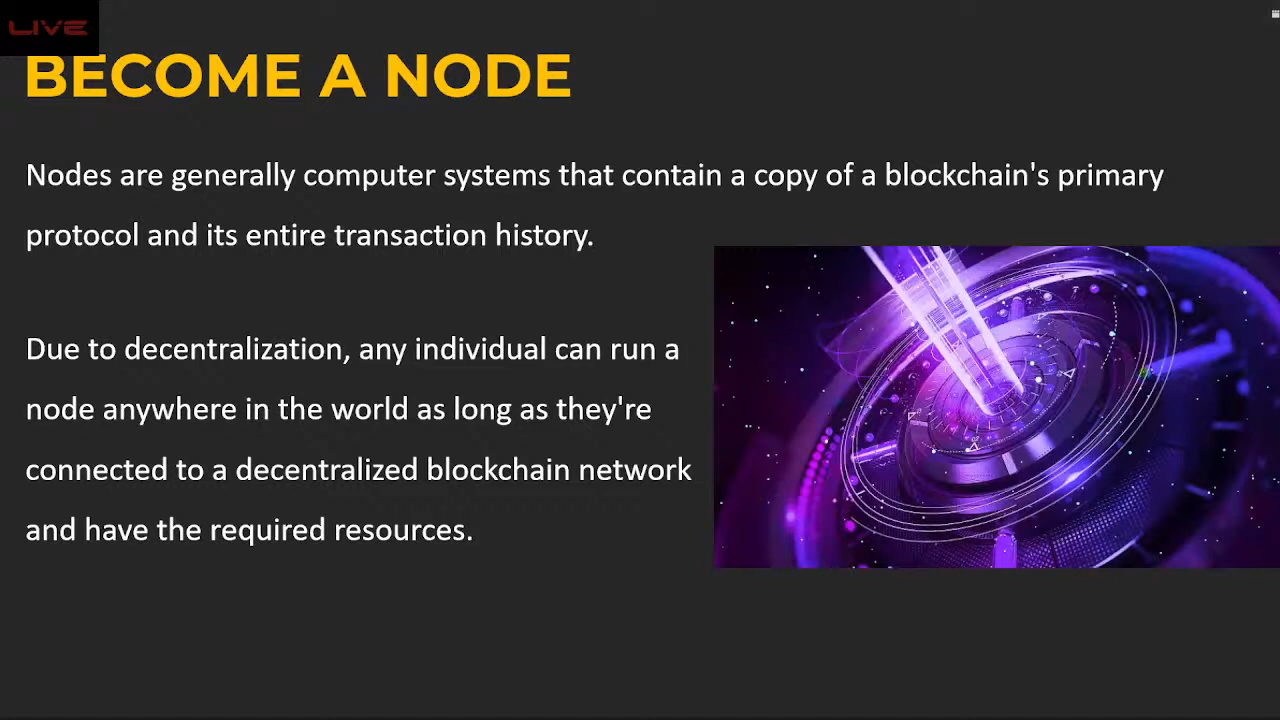 LIVE
BECOME A NODE
Nodes are generally computer systems that contain a copy of a blockchain's primary
protocol and its entire transaction history.
Due to decentralization, any individual can run a
node anywhere in the world as long as they're
connected to a decentralized blockchain network
and have the required resources.